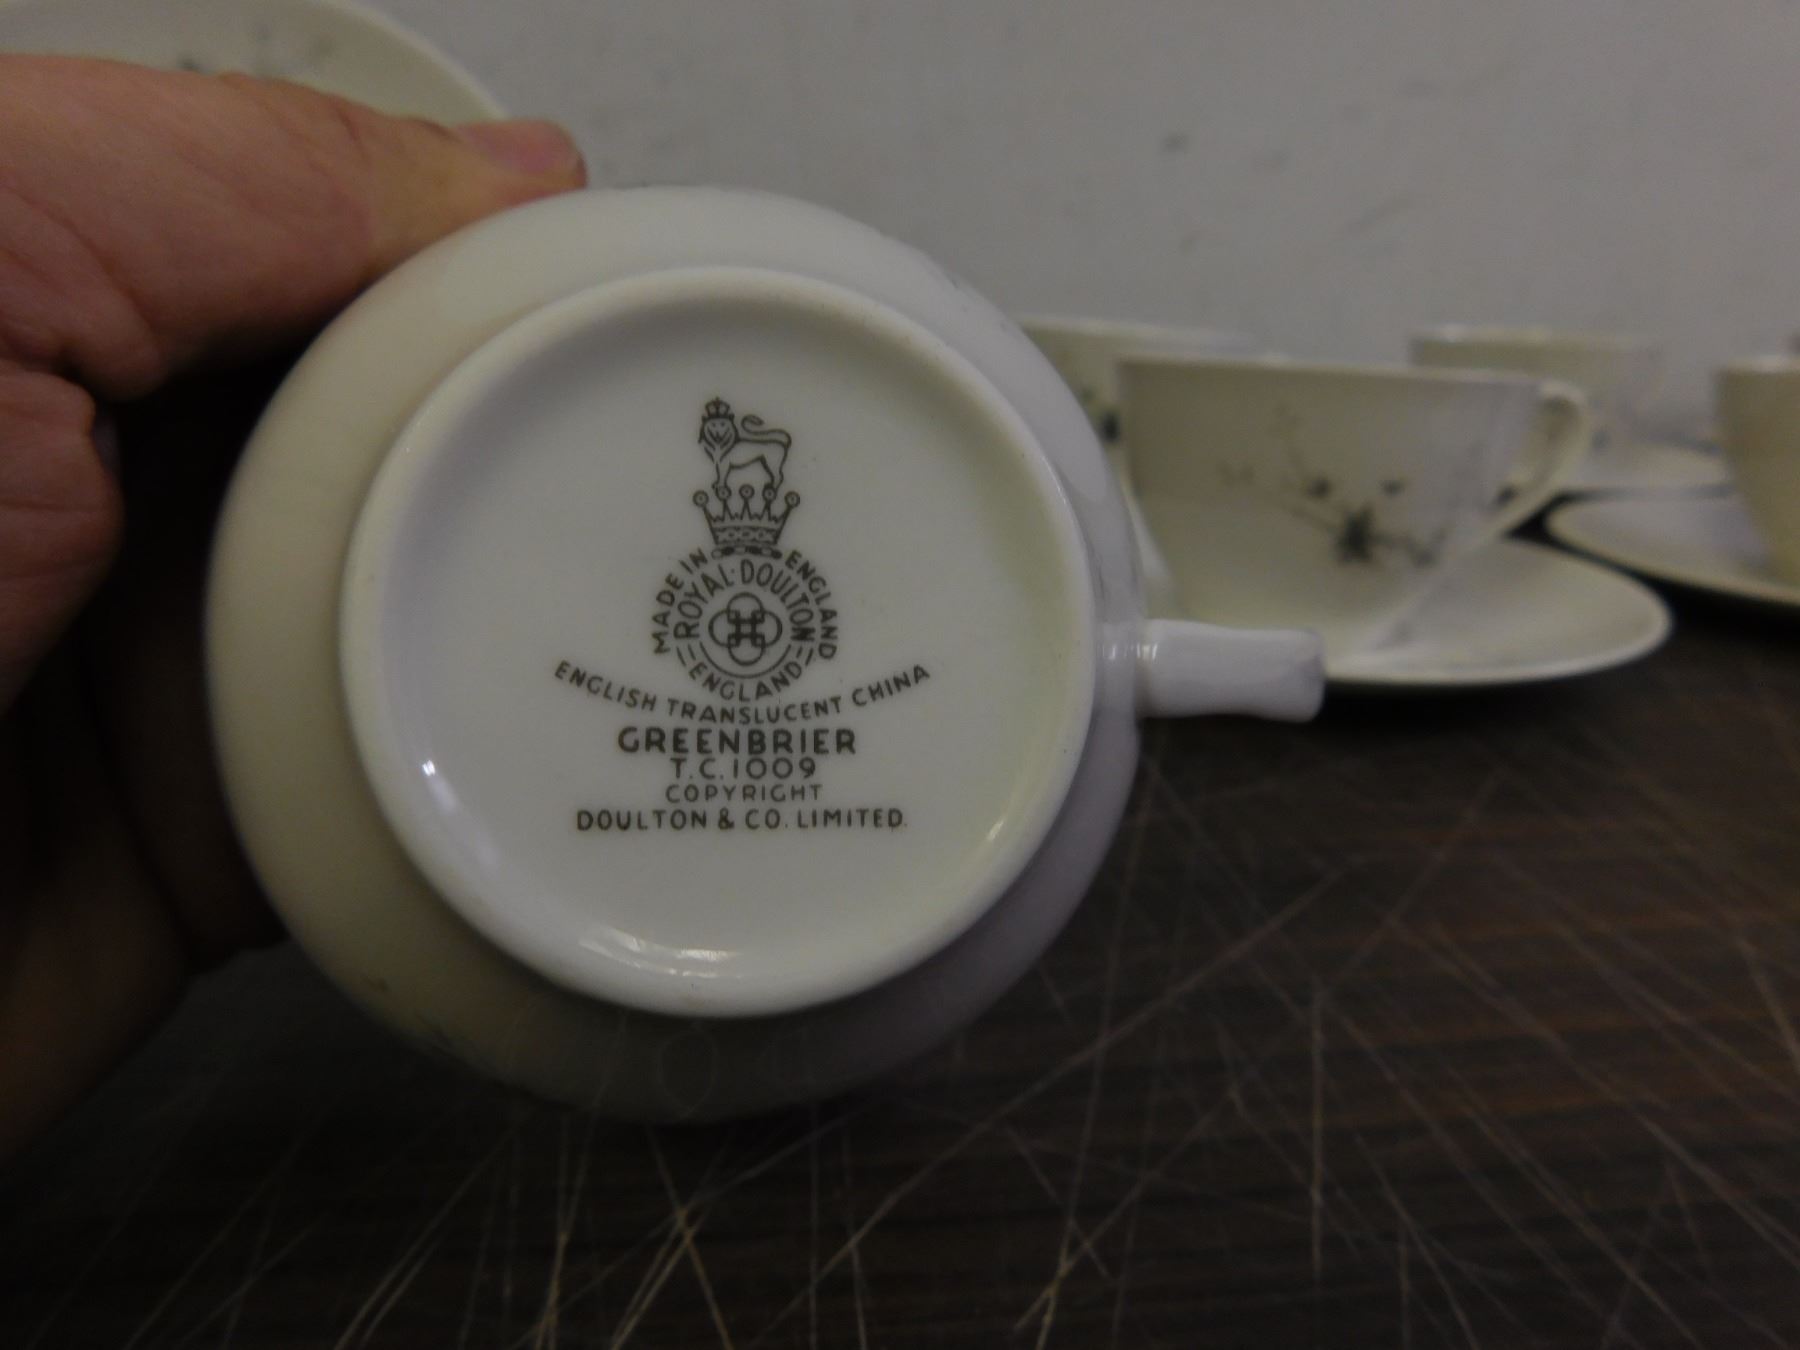 MADE IN ENGLAND
ROYAL·DOULTON
ENGLAND
ENGLISH TRANSLUCENT CHINA
GREENBRIER
T.C.1009
COPYRIGHT
DOULTON & CO. LIMITED.